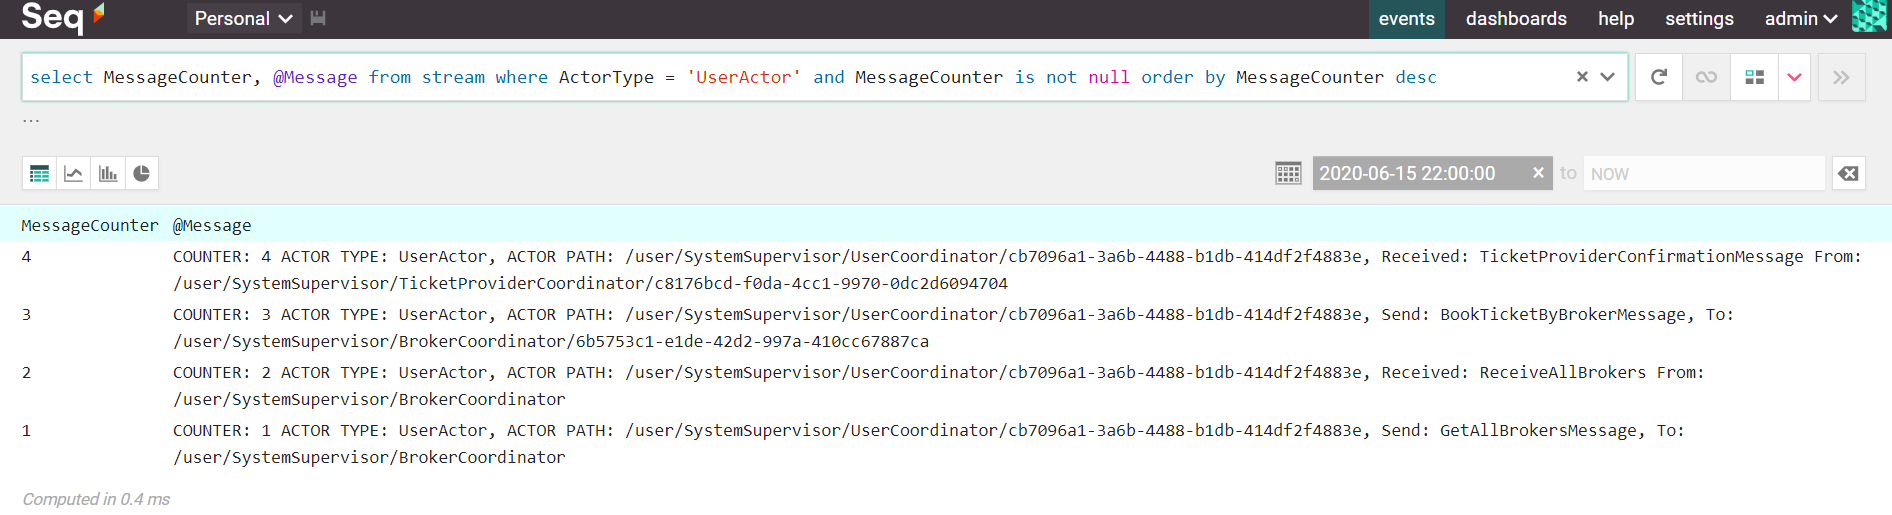 Seq Personal events dashboards help settings admin
select MessageCounter, @Message from stream where ActorType = 'UserActor' and MessageCounter is not null order by MessageCounter desc
...
2020-06-15 22:00:00 × to NOW
MessageCounter @Message
4 COUNTER: 4 ACTOR TYPE: UserActor, ACTOR PATH: /user/SystemSupervisor/UserCoordinator/cb7096a1-3a6b-4488-b1db-414df2f4883e, Received: TicketProviderConfirmationMessage From:
/user/SystemSupervisor/TicketProviderCoordinator/c8176bcd-f0da-4cc1-9970-0dc2d6094704
3 COUNTER: 3 ACTOR TYPE: UserActor, ACTOR PATH: /user/SystemSupervisor/UserCoordinator/cb7096a1-3a6b-4488-b1db-414df2f4883e, Send: BookTicketByBrokerMessage, To:
/user/SystemSupervisor/BrokerCoordinator/6b5753c1-e1de-42d2-997a-410cc67887ca
2 COUNTER: 2 ACTOR TYPE: UserActor, ACTOR PATH: /user/SystemSupervisor/UserCoordinator/cb7096a1-3a6b-4488-b1db-414df2f4883e, Received: ReceiveAllBrokers From:
/user/SystemSupervisor/BrokerCoordinator
1 COUNTER: 1 ACTOR TYPE: UserActor, ACTOR PATH: /user/SystemSupervisor/UserCoordinator/cb7096a1-3a6b-4488-b1db-414df2f4883e, Send: GetAllBrokersMessage, To:
/user/SystemSupervisor/BrokerCoordinator
Computed in 0.4 ms